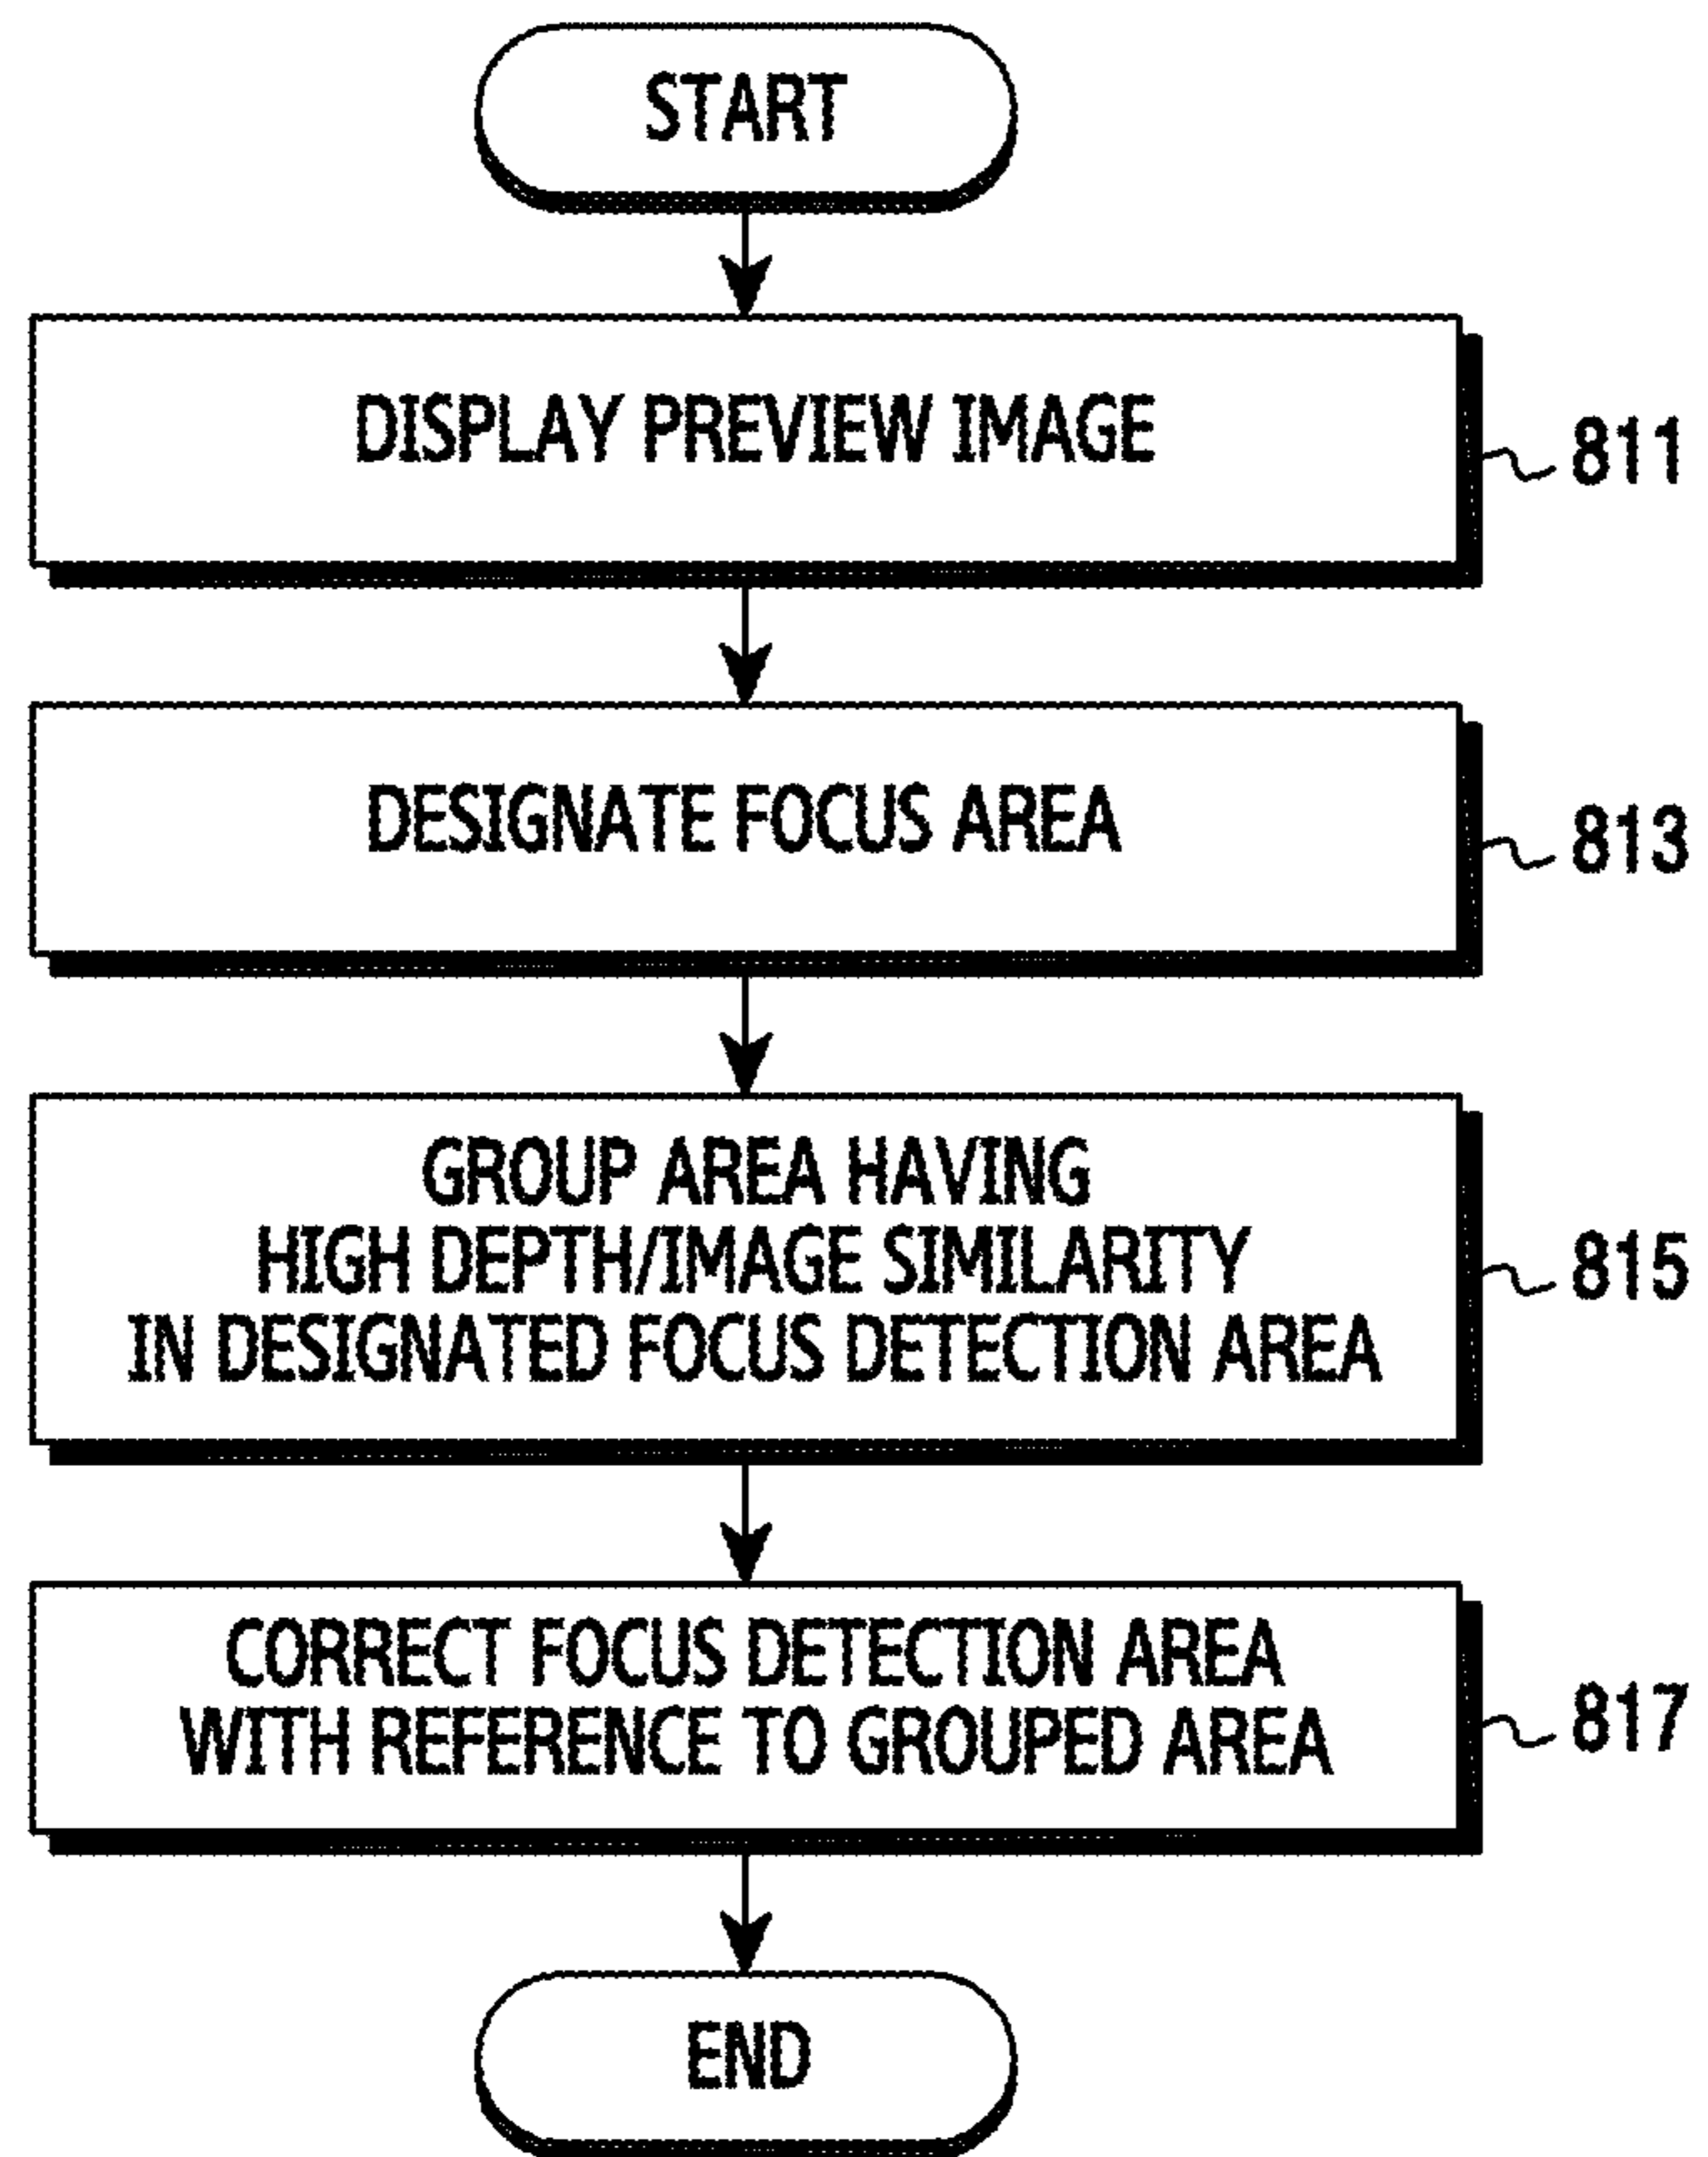 START
DISPLAY PREVIEW IMAGE
811
DESIGNATE FOCUS AREA
813
GROUP AREA HAVING
HIGH DEPTH/IMAGE SIMILARITY
IN DESIGNATED FOCUS DETECTION AREA
815
CORRECT FOCUS DETECTION AREA
WITH REFERENCE TO GROUPED AREA
817
END